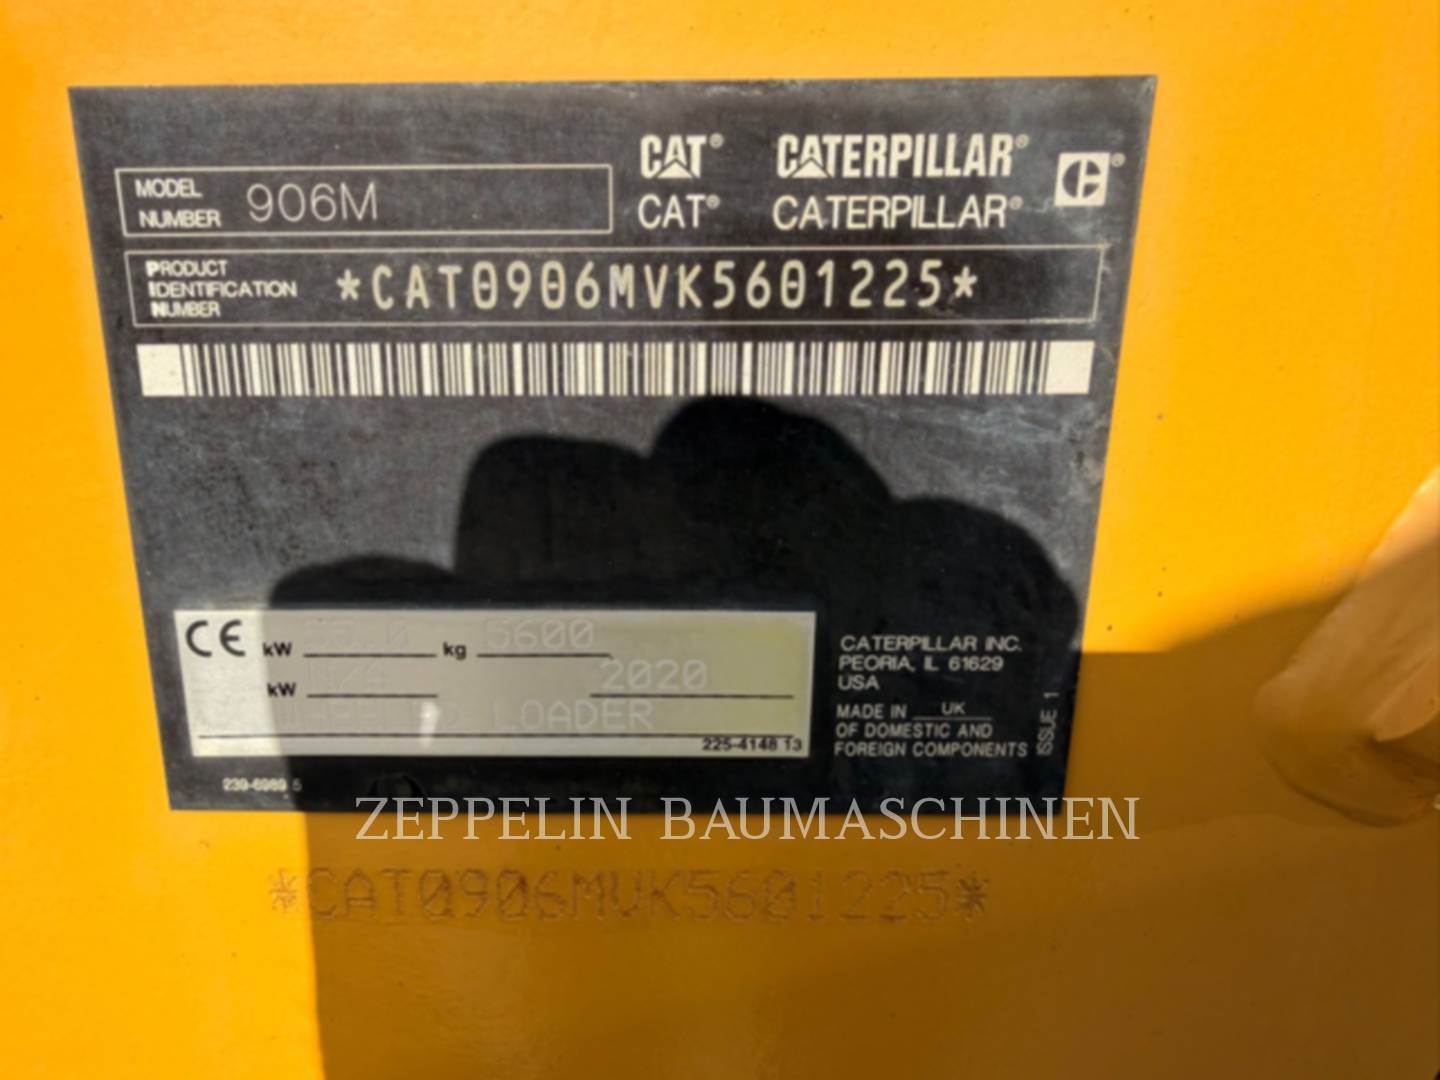 CAT® CATERPILLAR®
MODEL NUMBER 906M
CAT® CATERPILLAR®
PRODUCT IDENTIFICATION NUMBER *CAT0906MVK5601225*
CE kW kg 5600
kW 2020
LOADER
225-4148 13
CATERPILLAR INC.
PEORIA, IL 61629
USA
MADE IN UK
OF DOMESTIC AND
FOREIGN COMPONENTS
ISSUE 1
239-6989 5
ZEPPELIN BAUMASCHINEN
*CAT0906MVK5601225*